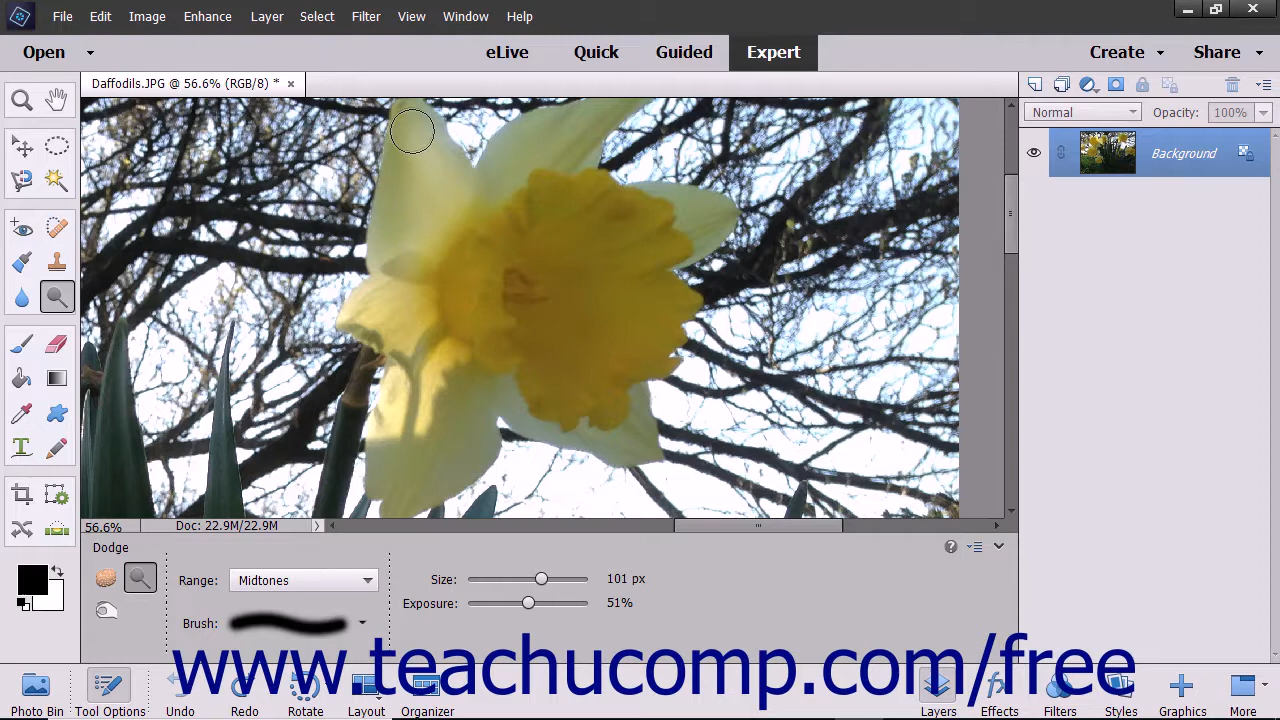 File Edit Image Enhance Layer Select Filter View Window Help
Open eLive Quick Guided Expert Create Share
Daffodils.JPG @ 56.6% (RGB/8) * ×
Normal Opacity: 100%
Background
56.6% Doc: 22.9M/22.9M
Dodge
Range: Midtones Size: 101 px
Exposure: 51%
Brush:
www.teachucomp.com/free
Photo Bin Tool Options Undo Redo Rotate Layout Organizer Layers Effects Filters Styles Graphics More